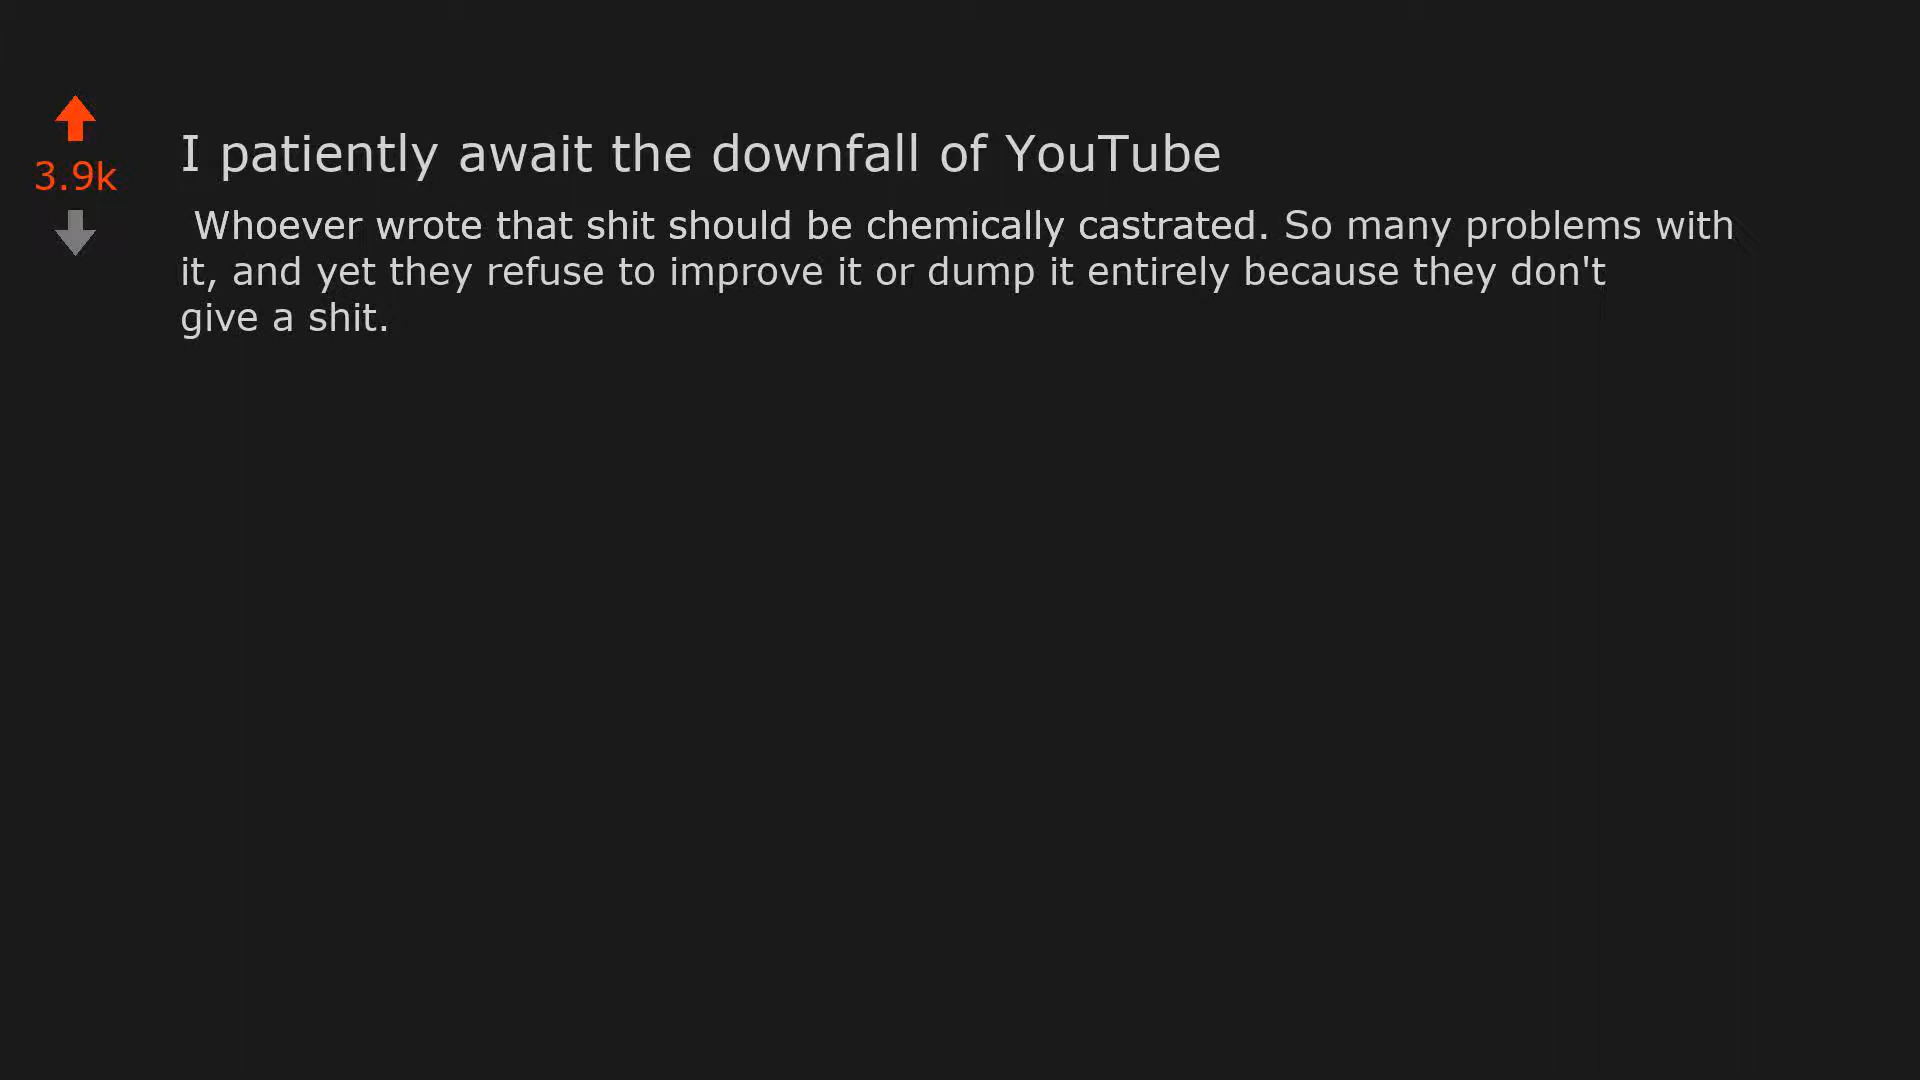 3.9k
I patiently await the downfall of YouTube
Whoever wrote that shit should be chemically castrated. So many problems with
it, and yet they refuse to improve it or dump it entirely because they don't
give a shit.